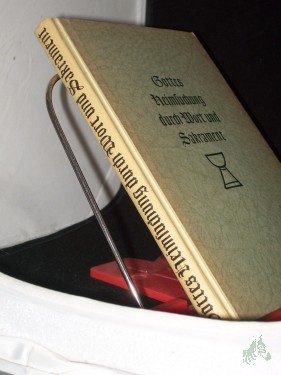 Gottes
Heimsuchung
durch Wort und
Sakrament
Gottes Heimsuchung durch Wort und Sakrament